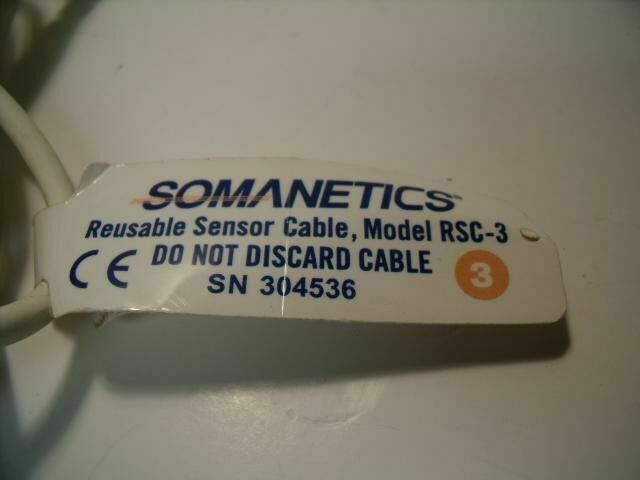 SOMANETICS
Reusable Sensor Cable, Model RSC-3
DO NOT DISCARD CABLE
CE
3
SN 304536